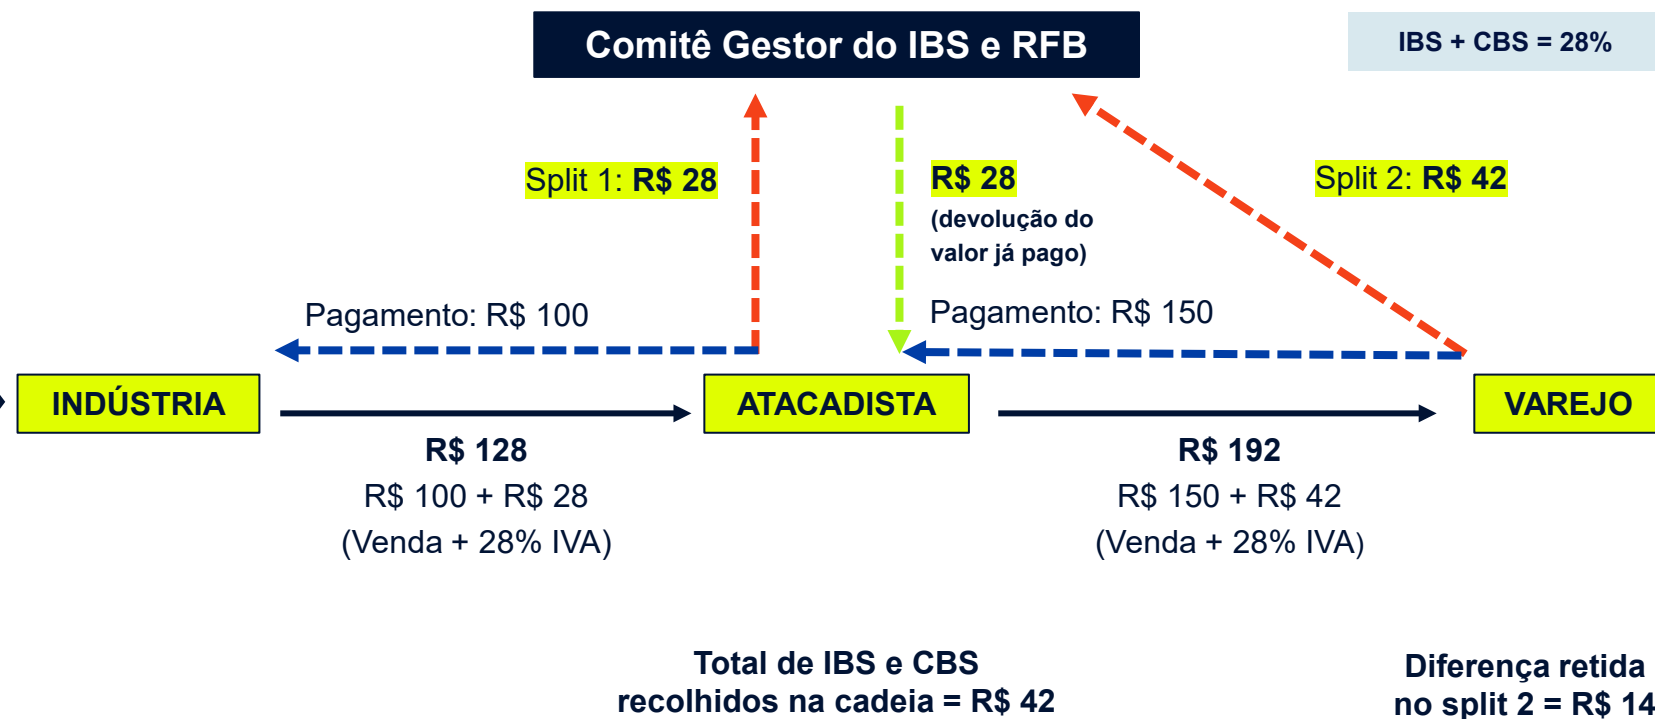 Comitê Gestor do IBS e RFB
IBS + CBS = 28%
Split 1: R$ 28
R$ 28
(devolução do
valor já pago)
Split 2: R$ 42
Pagamento: R$ 100
Pagamento: R$ 150
INDÚSTRIA
ATACADISTA
VAREJO
R$ 128
R$ 100 + R$ 28
(Venda + 28% IVA)
R$ 192
R$ 150 + R$ 42
(Venda + 28% IVA)
Total de IBS e CBS
recolhidos na cadeia = R$ 42
Diferença retida
no split 2 = R$ 14